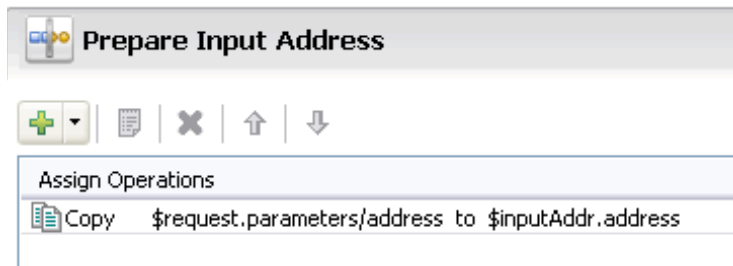 Prepare Input Address
Assign Operations
Copy $request.parameters/address to $inputAddr.address